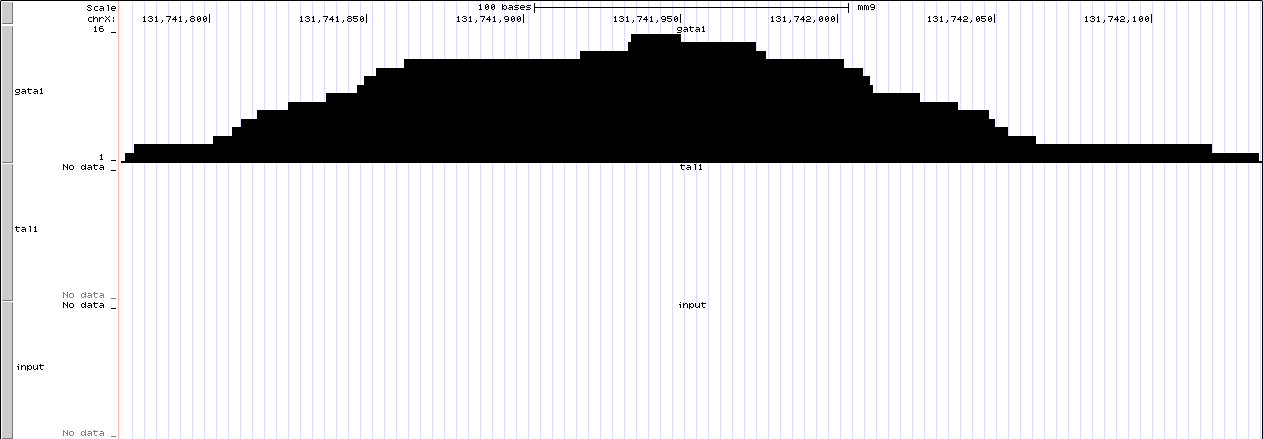 Scale 100 bases mm9
chrX: 131,741,800 131,741,850 131,741,900 131,741,950 131,742,000 131,742,050 131,742,100
16 _ gata1
gata1
1 _
No data _ tal1
tal1
No data _
No data _ input
input
No data _